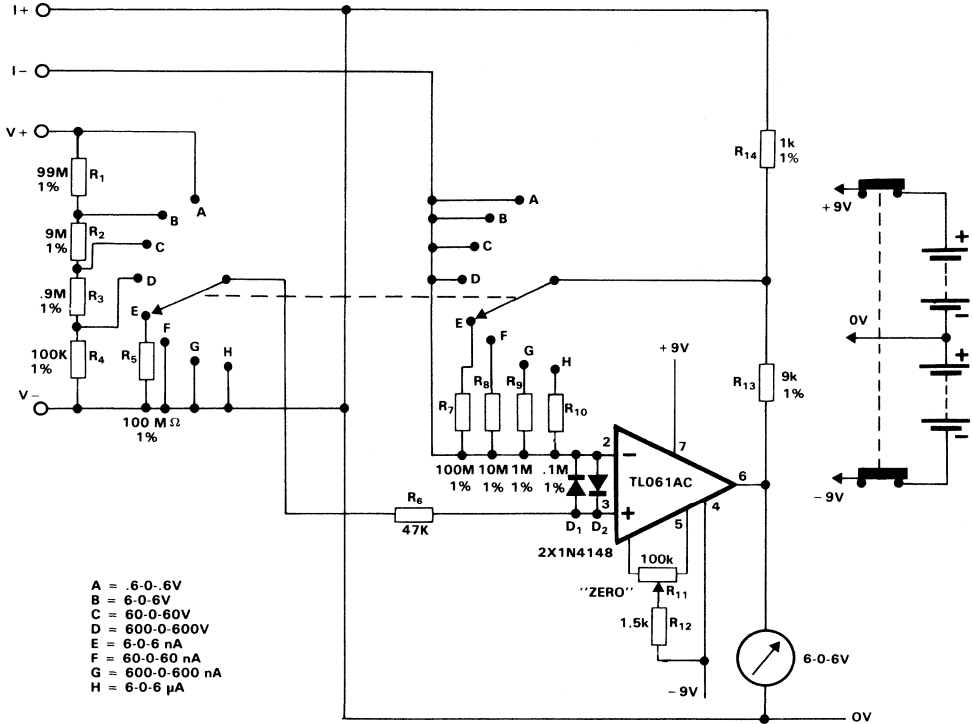 I+
I-
V+
99M
1%
R1
A
B
9M
1%
R2
C
D
.9M
1%
R3
E
F
G
H
100K
1%
R4
R5
V-
100 M Ω
1%
A
B
C
D
E
F
G
H
R7
R8
R9
R10
100M
1%
10M
1%
1M
1%
.1M
1%
R14
1k
1%
R13
9k
1%
+9V
2
7
-
TL061AC
6
3
+
5
4
D1
D2
2X1N4148
R6
47K
100k
"ZERO"
R11
1.5k
R12
-9V
6-0-6V
0V
+9V
+
-
0V
+
-
-9V
A = .6-0-.6V
B = 6-0-6V
C = 60-0-60V
D = 600-0-600V
E = 6-0-6 nA
F = 60-0-60 nA
G = 600-0-600 nA
H = 6-0-6 µA